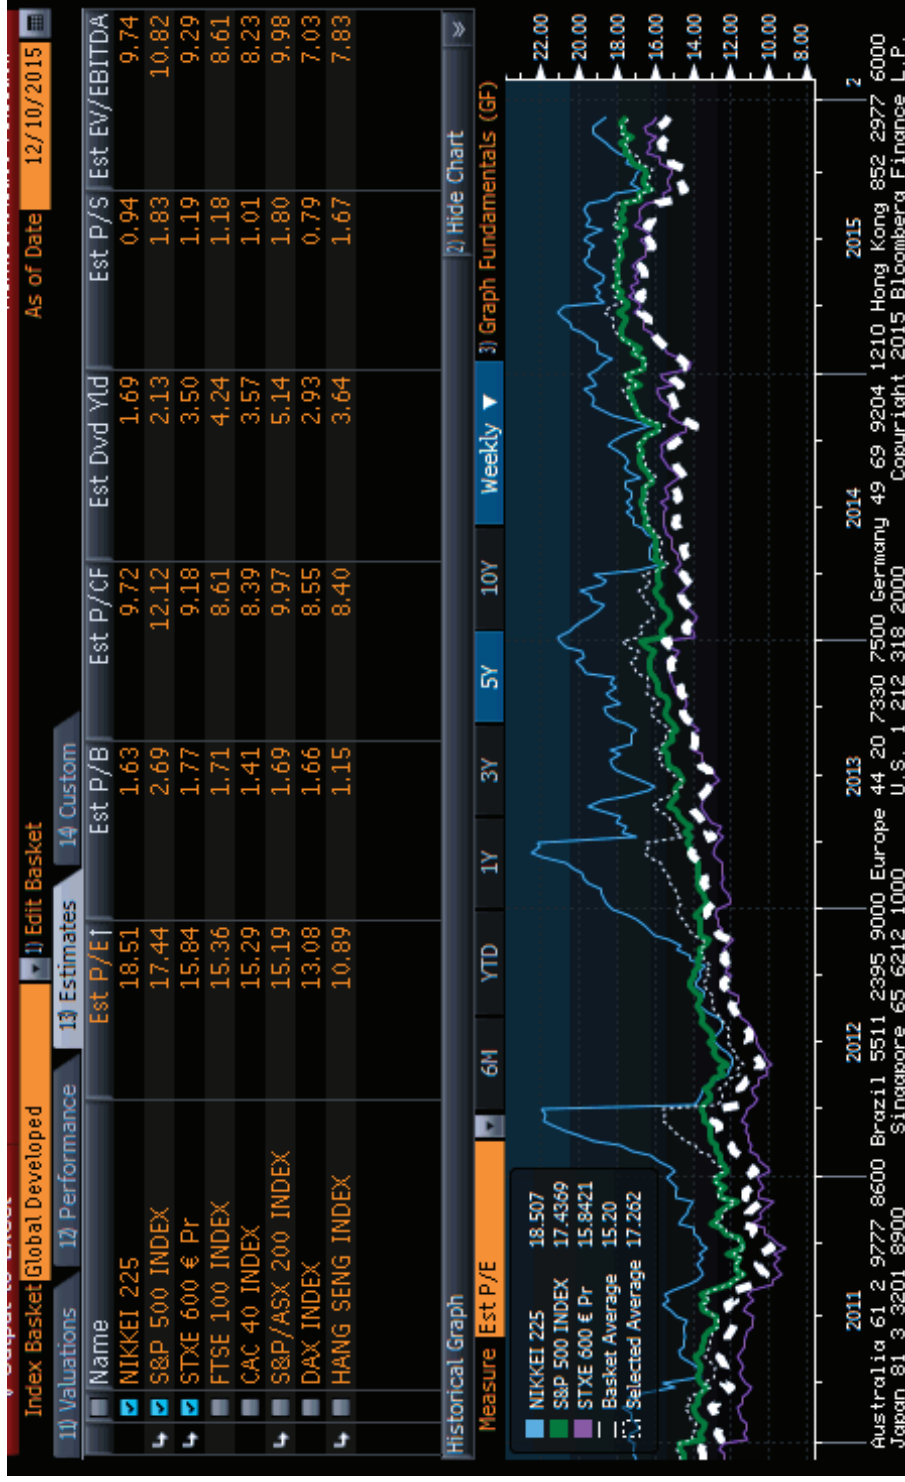 Index Basket Global Developed 1) Edit Basket As of Date 12/10/2015
11) Valuations 12) Performance 13) Estimates 14) Custom
Name Est P/E↑ Est P/B Est P/CF Est Dvd Yld Est P/S Est EV/EBITDA
NIKKEI 225 18.51 1.63 9.72 1.69 0.94 9.74
S&P 500 INDEX 17.44 2.69 12.12 2.13 1.83 10.82
STXE 600 € Pr 15.84 1.77 9.18 3.50 1.19 9.29
FTSE 100 INDEX 15.36 1.71 8.61 4.24 1.18 8.61
CAC 40 INDEX 15.29 1.41 8.39 3.57 1.01 8.23
S&P/ASX 200 INDEX 15.19 1.69 9.97 5.14 1.80 9.98
DAX INDEX 13.08 1.66 8.55 2.93 0.79 7.03
HANG SENG INDEX 10.89 1.15 8.40 3.64 1.67 7.83
Historical Graph 2) Hide Chart
Measure Est P/E 6M YTD 1Y 3Y 5Y 10Y Weekly 3) Graph Fundamentals (GF)
NIKKEI 225 18.507
S&P 500 INDEX 17.4369
STXE 600 € Pr 15.8421
Basket Average 15.20
Selected Average 17.262
22.00
20.00
18.00
16.00
14.00
12.00
10.00
8.00
2011 2012 2013 2014 2015 2
Australia 61 2 9777 8600 Brazil 5511 2395 9000 Europe 44 20 7330 7500 Germany 49 69 9204 1210 Hong Kong 852 2977 6000
Japan 81 3 3201 8900 Singapore 65 6212 1000 U.S. 1 212 318 2000 Copyright 2015 Bloomberg Finance L.P.